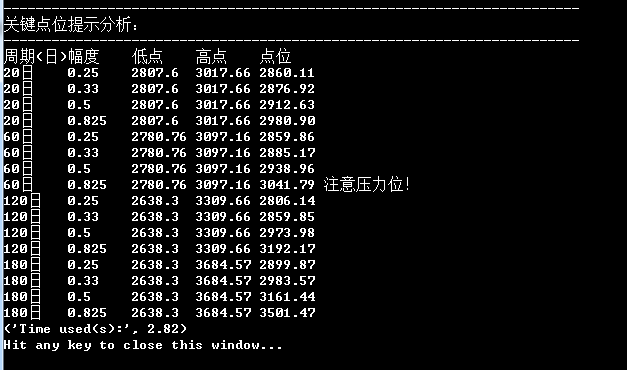 关键点位提示分析:
周期(日)幅度 低点 高点 点位
20日 0.25 2807.6 3017.66 2860.11
20日 0.33 2807.6 3017.66 2876.92
20日 0.5 2807.6 3017.66 2912.63
20日 0.825 2807.6 3017.66 2980.90
60日 0.25 2780.76 3097.16 2859.86
60日 0.33 2780.76 3097.16 2885.17
60日 0.5 2780.76 3097.16 2938.96
60日 0.825 2780.76 3097.16 3041.79 注意压力位!
120日 0.25 2638.3 3309.66 2806.14
120日 0.33 2638.3 3309.66 2859.85
120日 0.5 2638.3 3309.66 2973.98
120日 0.825 2638.3 3309.66 3192.17
180日 0.25 2638.3 3684.57 2899.87
180日 0.33 2638.3 3684.57 2983.57
180日 0.5 2638.3 3684.57 3161.44
180日 0.825 2638.3 3684.57 3501.47
('Time used(s):', 2.82)
Hit any key to close this window...